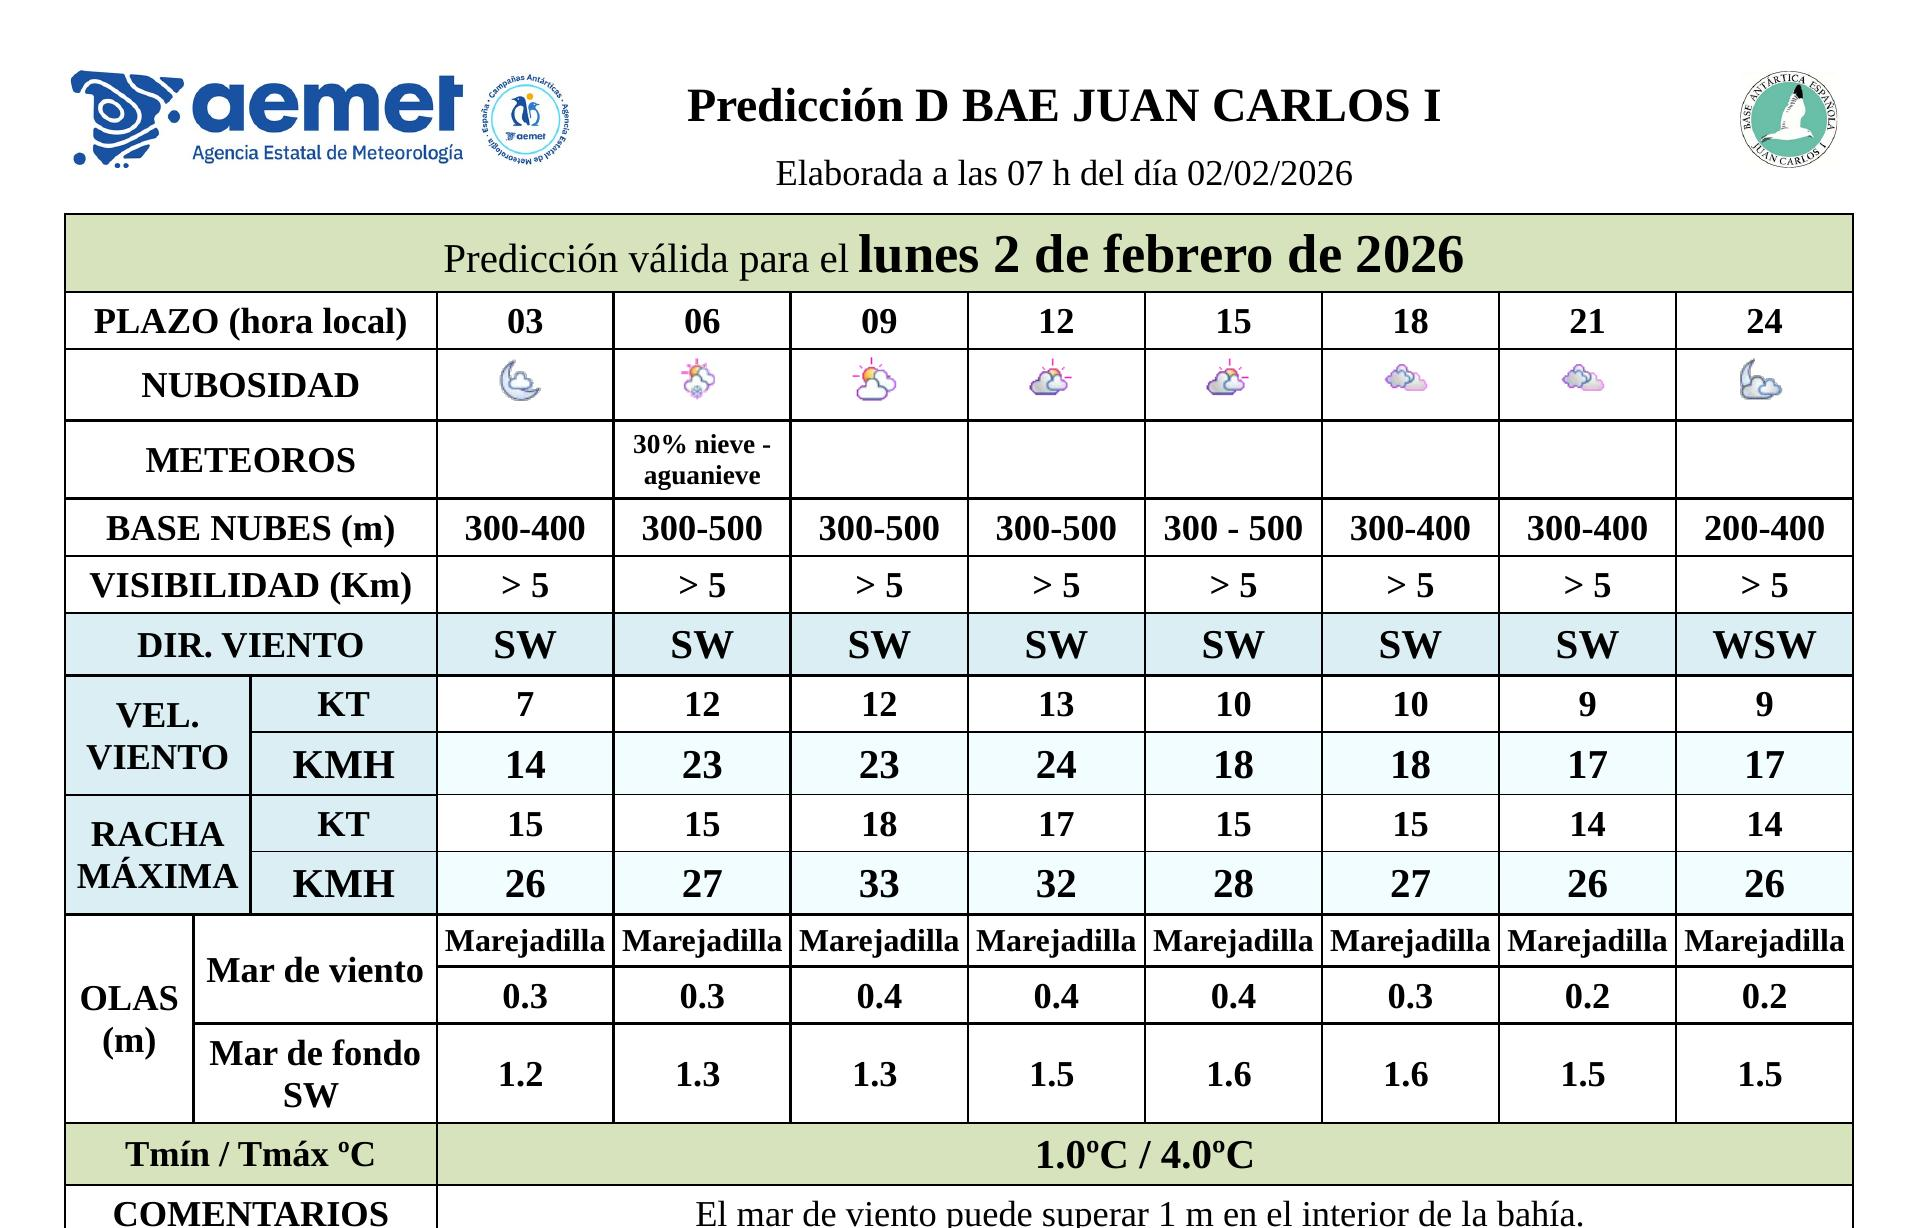 aemet
Agencia Estatal de Meteorología
Campañas Antárticas · Agencia Estatal de Meteorología · España ·
aemet
Predicción D BAE JUAN CARLOS I
Elaborada a las 07 h del día 02/02/2026
BASE ANTÁRTICA ESPAÑOLA
JUAN CARLOS I
Predicción válida para el lunes 2 de febrero de 2026
PLAZO (hora local) 03 06 09 12 15 18 21 24
NUBOSIDAD
METEOROS 30% nieve -
aguanieve
BASE NUBES (m) 300-400 300-500 300-500 300-500 300 - 500 300-400 300-400 200-400
VISIBILIDAD (Km) > 5 > 5 > 5 > 5 > 5 > 5 > 5 > 5
DIR. VIENTO SW SW SW SW SW SW SW WSW
VEL.
VIENTO
KT 7 12 12 13 10 10 9 9
KMH 14 23 23 24 18 18 17 17
RACHA
MÁXIMA
KT 15 15 18 17 15 15 14 14
KMH 26 27 33 32 28 27 26 26
OLAS
(m)
Mar de viento
Marejadilla Marejadilla Marejadilla Marejadilla Marejadilla Marejadilla Marejadilla Marejadilla
0.3 0.3 0.4 0.4 0.4 0.3 0.2 0.2
Mar de fondo
SW
1.2 1.3 1.3 1.5 1.6 1.6 1.5 1.5
Tmín / Tmáx ºC 1.0ºC / 4.0ºC
COMENTARIOS El mar de viento puede superar 1 m en el interior de la bahía.